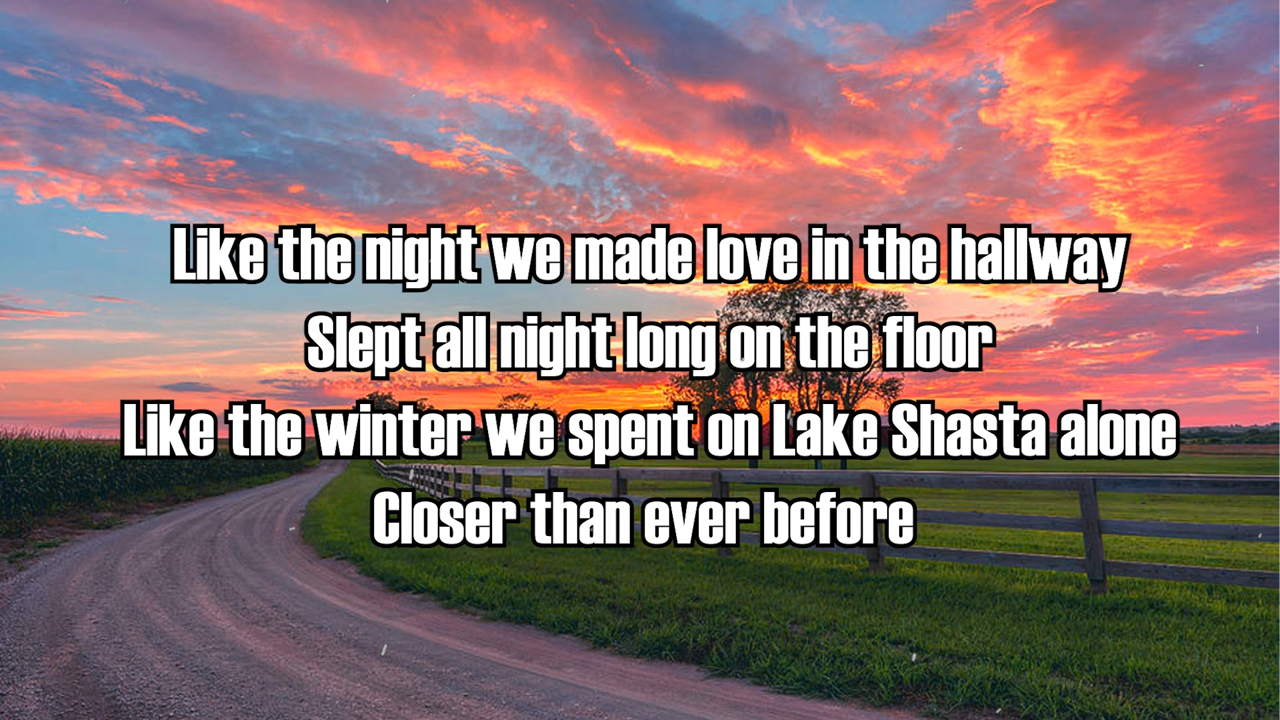 Like the night we made love in the hallway
Slept all night long on the floor
Like the winter we spent on Lake Shasta alone
Closer than ever before